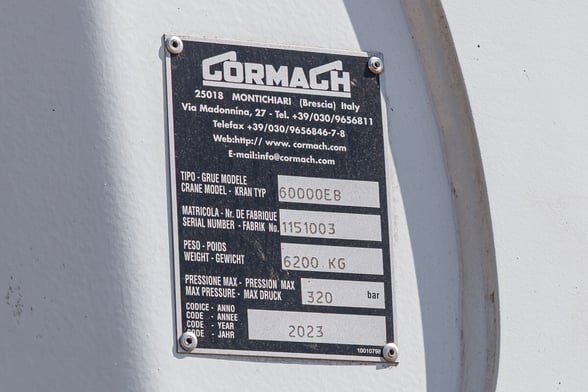 CORMACH
25018 MONTICHIARI (Brescia) Italy
Via Madonnina, 27 - Tel. +39/030/9656811
Telefax +39/030/9656846-7-8
Web:http:// www. cormach.com
E-mail:info@cormach.com
TIPO - GRUE MODELE
CRANE MODEL - KRAN TYP 60000E8
MATRICOLA - Nr. DE FABRIQUE
SERIAL NUMBER - FABRIK No. 1151003
PESO - POIDS
WEIGHT - GEWICHT 6200 KG
PRESSIONE MAX - PRESSION MAX
MAX PRESSURE - MAX DRUCK 320 bar
CODICE - ANNO
CODE - ANNEE
CODE - YEAR 2023
CODE - JAHR
10010798